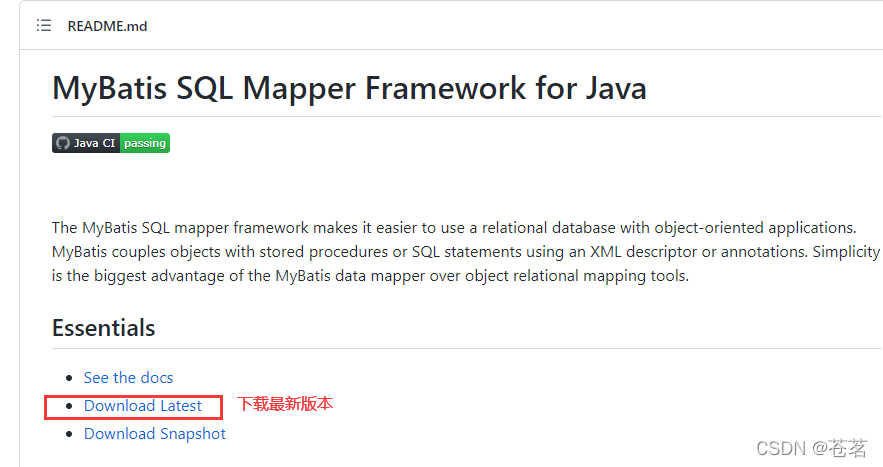 README.md
MyBatis SQL Mapper Framework for Java
Java CI passing
The MyBatis SQL mapper framework makes it easier to use a relational database with object-oriented applications.
MyBatis couples objects with stored procedures or SQL statements using an XML descriptor or annotations. Simplicity
is the biggest advantage of the MyBatis data mapper over object relational mapping tools.
Essentials
See the docs
Download Latest 下载最新版本
Download Snapshot
CSDN @苍茗